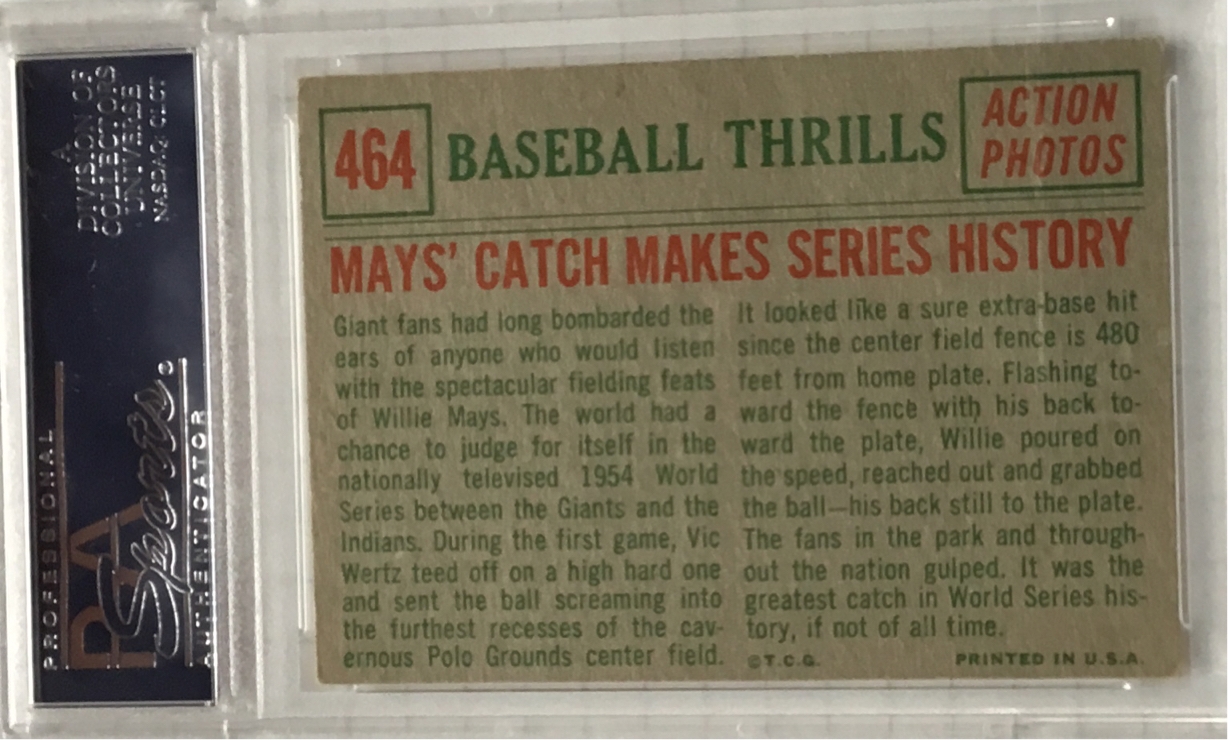 A
DIVISION OF
COLLECTORS
UNIVERSE
NASDAQ: CLCT
PROFESSIONAL
PSA
Sports®
AUTHENTICATOR
464
BASEBALL THRILLS
ACTION
PHOTOS
MAYS' CATCH MAKES SERIES HISTORY
Giant fans had long bombarded the
ears of anyone who would listen
with the spectacular fielding feats
of Willie Mays. The world had a
chance to judge for itself in the
nationally televised 1954 World
Series between the Giants and the
Indians. During the first game, Vic
Wertz teed off on a high hard one
and sent the ball screaming into
the furthest recesses of the cav-
ernous Polo Grounds center field.
It looked like a sure extra-base hit
since the center field fence is 480
feet from home plate. Flashing to-
ward the fence with his back to-
ward the plate, Willie poured on
the speed, reached out and grabbed
the ball—his back still to the plate.
The fans in the park and through-
out the nation gulped. It was the
greatest catch in World Series his-
tory, if not of all time.
©T.C.G.
PRINTED IN U.S.A.